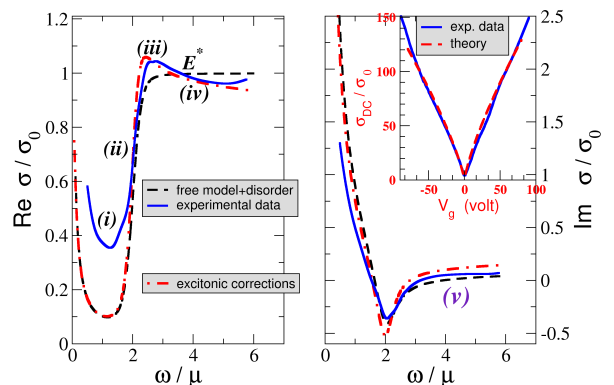 1.2
1
0.8
0.6
0.4
0.2
0
Re σ / σ0
(i)
(ii)
(iii)
E*
(iv)
free model+disorder
experimental data
excitonic corrections
0 2 4 6 8
ω / μ
exp. data
theory
150
100
50
0
σDC / σ0
-50 0 50 100
Vg (volt)
(v)
2.5
2
1.5
1
0.5
0
-0.5
Im σ / σ0
0 2 4 6 8
ω / μ